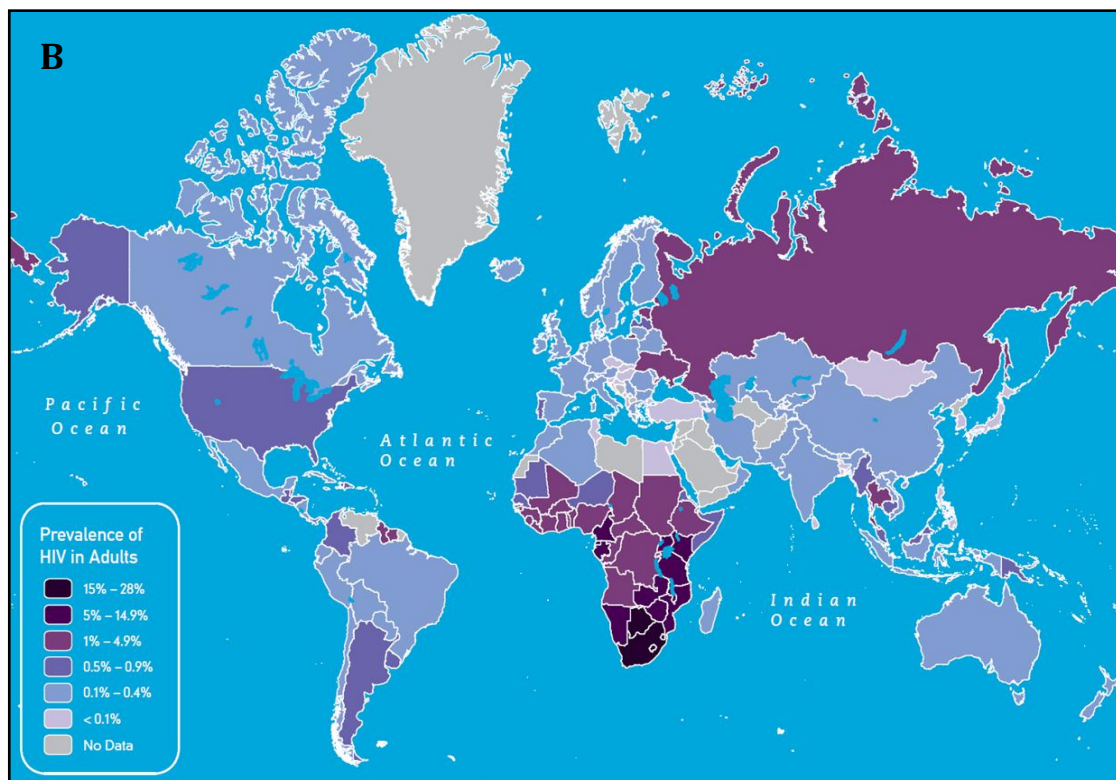 B
Pacific
Ocean
Atlantic
Ocean
Indian
Ocean
Prevalence of
HIV in Adults
15% – 28%
5% – 14.9%
1% – 4.9%
0.5% – 0.9%
0.1% – 0.4%
< 0.1%
No Data